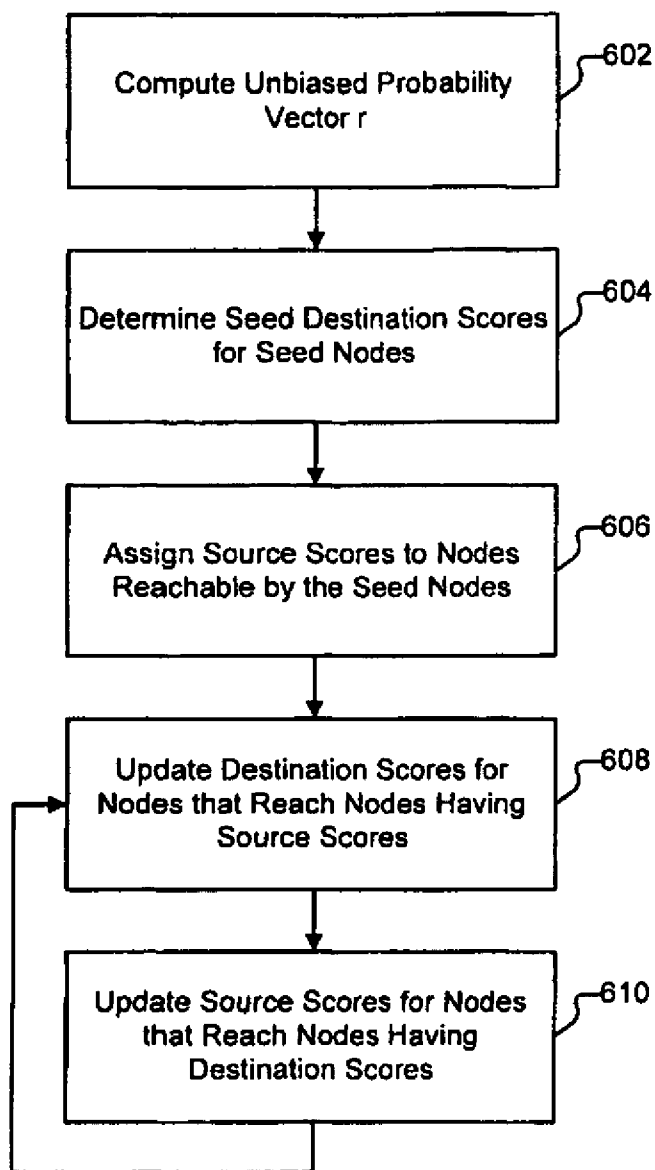 Compute Unbiased Probability
Vector r
602
Determine Seed Destination Scores
for Seed Nodes
604
Assign Source Scores to Nodes
Reachable by the Seed Nodes
606
Update Destination Scores for
Nodes that Reach Nodes Having
Source Scores
608
Update Source Scores for Nodes
that Reach Nodes Having
Destination Scores
610